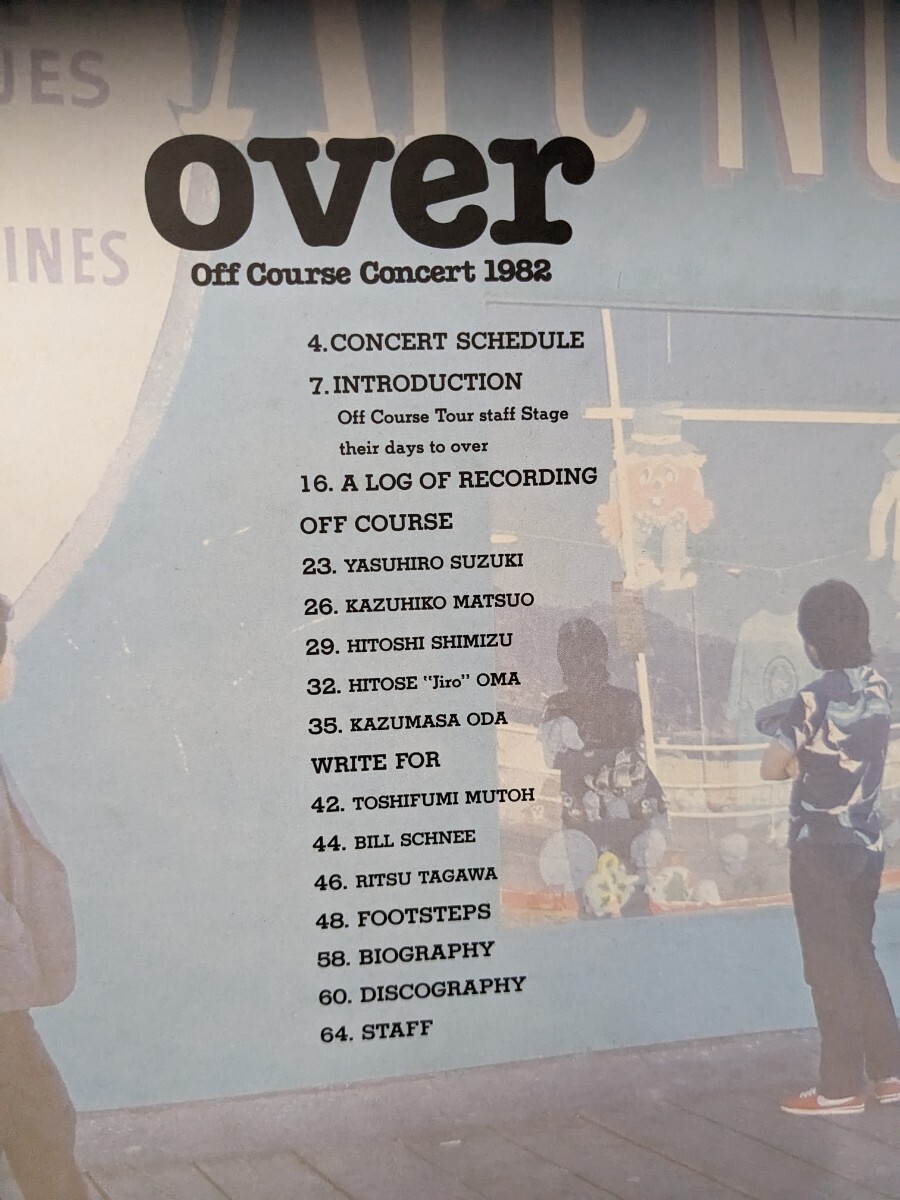 UES
INES
over
Off Course Concert 1982
4. CONCERT SCHEDULE
7. INTRODUCTION
Off Course Tour staff Stage
their days to over
16. A LOG OF RECORDING
OFF COURSE
23. YASUHIRO SUZUKI
26. KAZUHIKO MATSUO
29. HITOSHI SHIMIZU
32. HITOSE "Jiro" OMA
35. KAZUMASA ODA
WRITE FOR
42. TOSHIFUMI MUTOH
44. BILL SCHNEE
46. RITSU TAGAWA
48. FOOTSTEPS
58. BIOGRAPHY
60. DISCOGRAPHY
64. STAFF